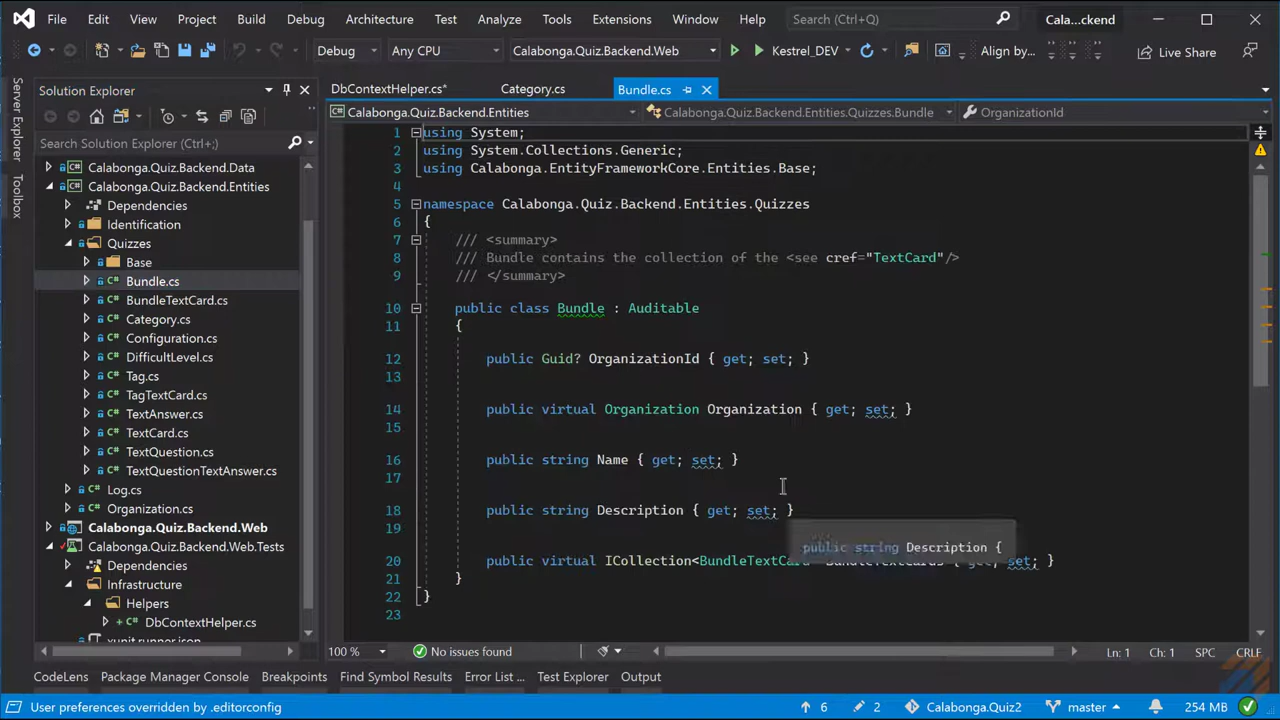 File Edit View Project Build Debug Architecture Test Analyze Tools Extensions Window Help Search (Ctrl+Q) Cala...ckend
Debug Any CPU Calabonga.Quiz.Backend.Web Kestrel_DEV Align by... Live Share
Server Explorer
Toolbox
Solution Explorer
Search Solution Explorer (Ctrl+;)
Calabonga.Quiz.Backend.Data
Calabonga.Quiz.Backend.Entities
Dependencies
Identification
Quizzes
Base
C# Bundle.cs
C# BundleTextCard.cs
C# Category.cs
C# Configuration.cs
C# DifficultLevel.cs
C# Tag.cs
C# TagTextCard.cs
C# TextAnswer.cs
C# TextCard.cs
C# TextQuestion.cs
C# TextQuestionTextAnswer.cs
C# Log.cs
C# Organization.cs
Calabonga.Quiz.Backend.Web
Calabonga.Quiz.Backend.Web.Tests
Dependencies
Infrastructure
Helpers
C# DbContextHelper.cs
xunit.runner.json
DbContextHelper.cs* Category.cs Bundle.cs
Calabonga.Quiz.Backend.Entities Calabonga.Quiz.Backend.Entities.Quizzes.Bundle OrganizationId
1 using System;
2 using System.Collections.Generic;
3 using Calabonga.EntityFrameworkCore.Entities.Base;
4
5 namespace Calabonga.Quiz.Backend.Entities.Quizzes
6 {
7 /// <summary>
8 /// Bundle contains the collection of the <see cref="TextCard"/>
9 /// </summary>
10 public class Bundle : Auditable
11 {
12 public Guid? OrganizationId { get; set; }
13
14 public virtual Organization Organization { get; set; }
15
16 public string Name { get; set; }
17
18 public string Description { get; set; }
19
public string Description {
20 public virtual ICollection<BundleTextCard> BundleTextCards { get; set; }
21 }
22 }
23
100 % No issues found Ln: 1 Ch: 1 SPC CRLF
CodeLens Package Manager Console Breakpoints Find Symbol Results Error List ... Test Explorer Output
User preferences overridden by .editorconfig 6 2 Calabonga.Quiz2 master 254 MB